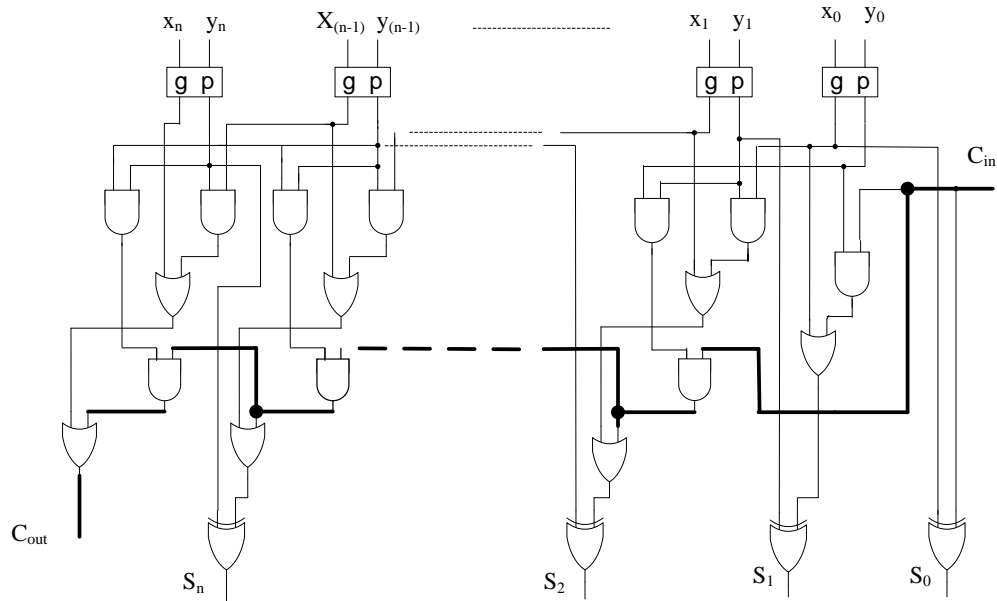 xₙ yₙ X₍ₙ₋₁₎ y₍ₙ₋₁₎ x₁ y₁ x₀ y₀
g p g p g p g p
Cᵢₙ
Cₒᵤₜ
Sₙ S₂ S₁ S₀